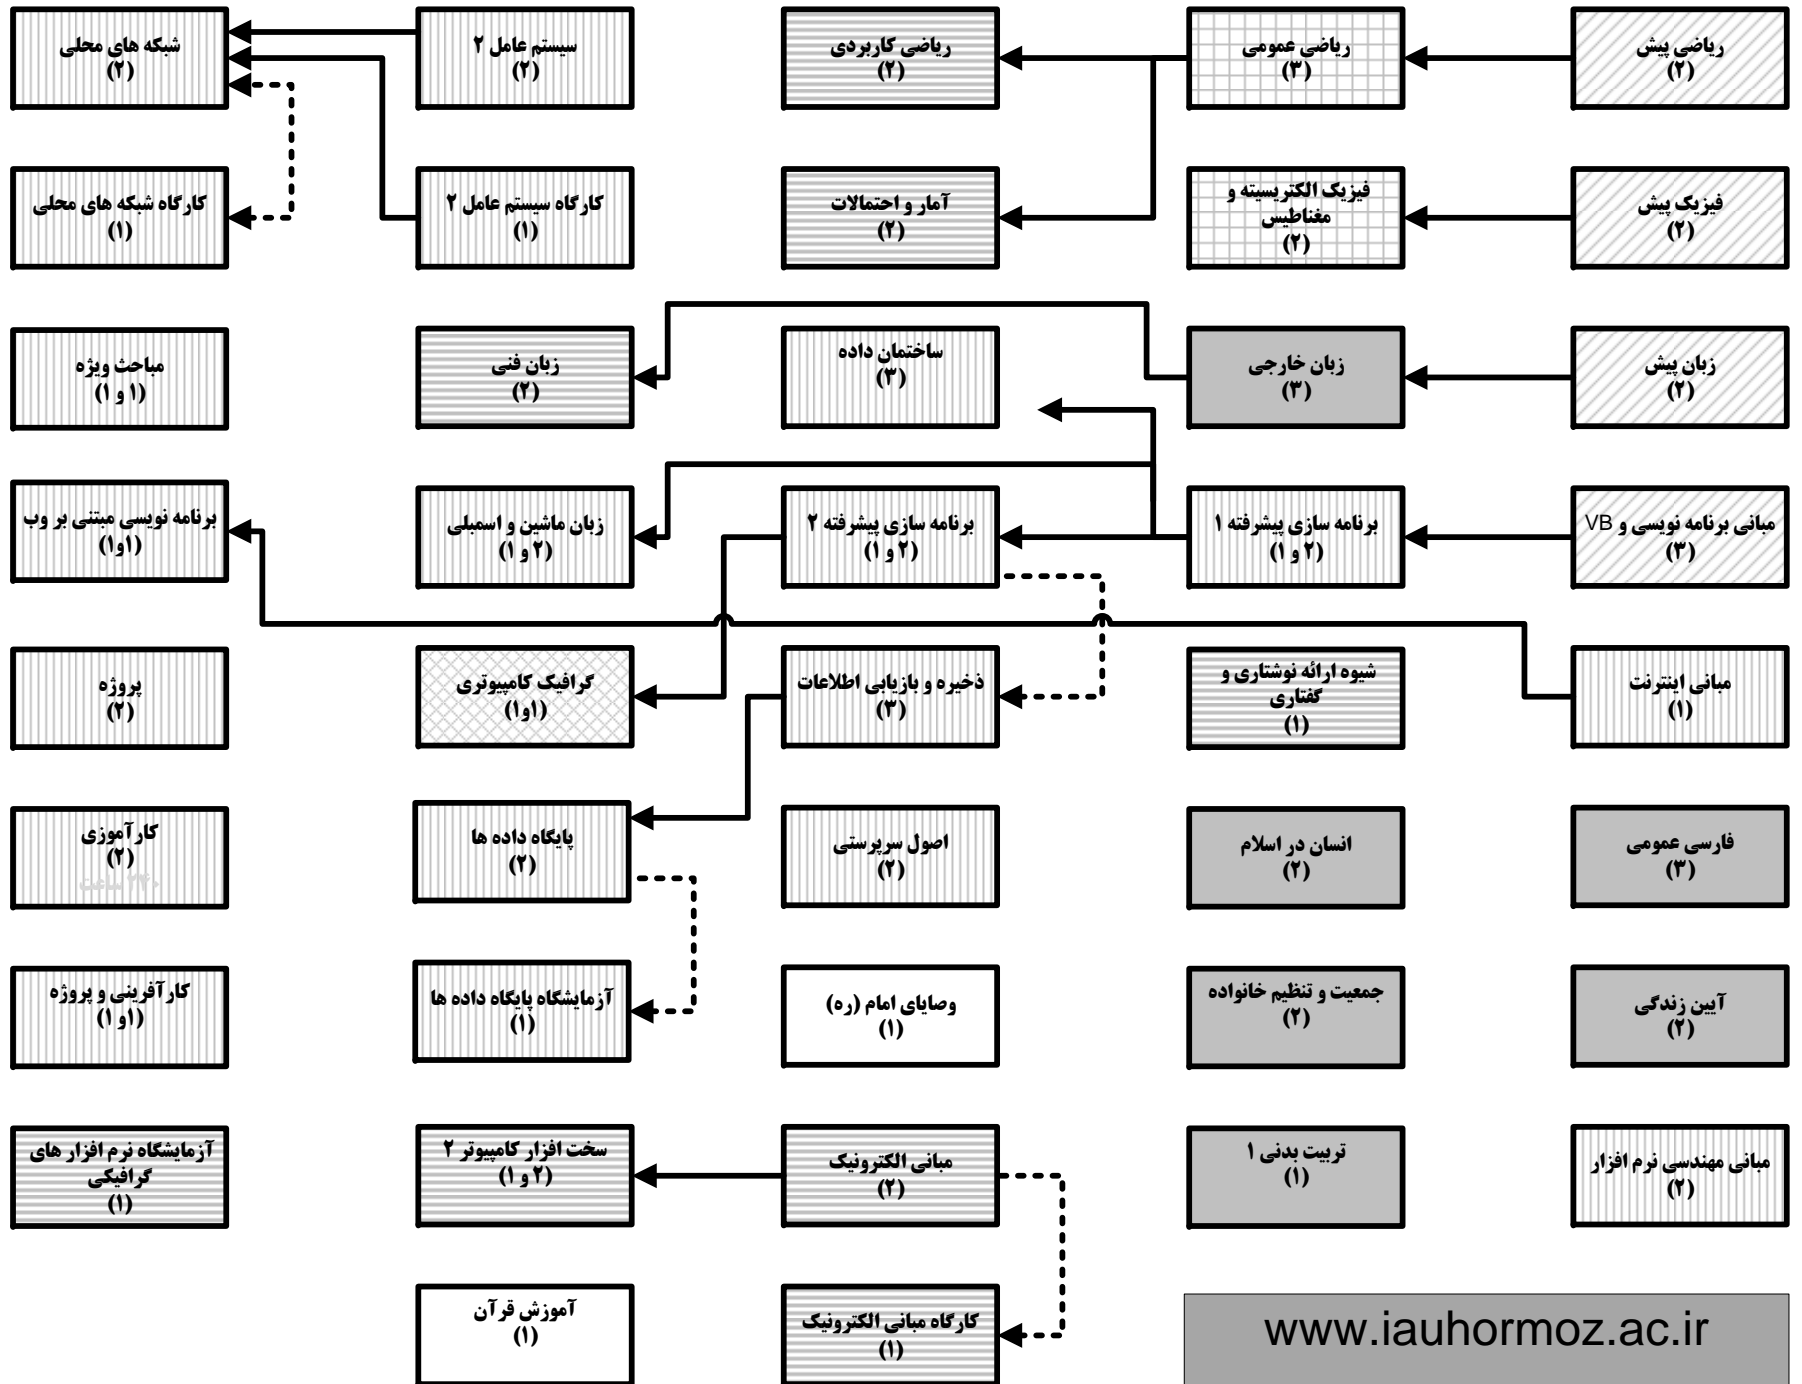 ریاضی پیش
(۲)
ریاضی عمومی
(۳)
ریاضی کاربردی
(۲)
سیستم عامل ۲
(۲)
شبکه های محلی
(۲)
فیزیک پیش
(۲)
فیزیک الکتریسیته و
مغناطیس
(۲)
آمار و احتمالات
(۲)
کارگاه سیستم عامل ۲
(۱)
کارگاه شبکه های محلی
(۱)
زبان پیش
(۲)
زبان خارجی
(۳)
ساختمان داده
(۳)
زبان فنی
(۲)
مباحث ویژه
(۱ و ۱)
مبانی برنامه نویسی و VB
(۳)
برنامه سازی پیشرفته ۱
(۲ و ۱)
برنامه سازی پیشرفته ۲
(۲ و ۱)
زبان ماشین و اسمبلی
(۲ و ۱)
برنامه نویسی مبتنی بر وب
(۱و۱)
مبانی اینترنت
(۱)
شیوه ارائه نوشتاری و
گفتاری
(۱)
ذخیره و بازیابی اطلاعات
(۳)
گرافیک کامپیوتری
(۱و۱)
پروژه
(۲)
فارسی عمومی
(۳)
انسان در اسلام
(۲)
اصول سرپرستی
(۲)
پایگاه داده ها
(۲)
کارآموزی
(۲)
۲۴۰ ساعت
آیین زندگی
(۲)
جمعیت و تنظیم خانواده
(۲)
وصایای امام (ره)
(۱)
آزمایشگاه پایگاه داده ها
(۱)
کارآفرینی و پروژه
(۱و ۱)
مبانی مهندسی نرم افزار
(۲)
تربیت بدنی ۱
(۱)
مبانی الکترونیک
(۲)
سخت افزار کامپیوتر ۲
(۲ و ۱)
آزمایشگاه نرم افزار های
گرافیکی
(۱)
کارگاه مبانی الکترونیک
(۱)
آموزش قرآن
(۱)
www.iauhormoz.ac.ir